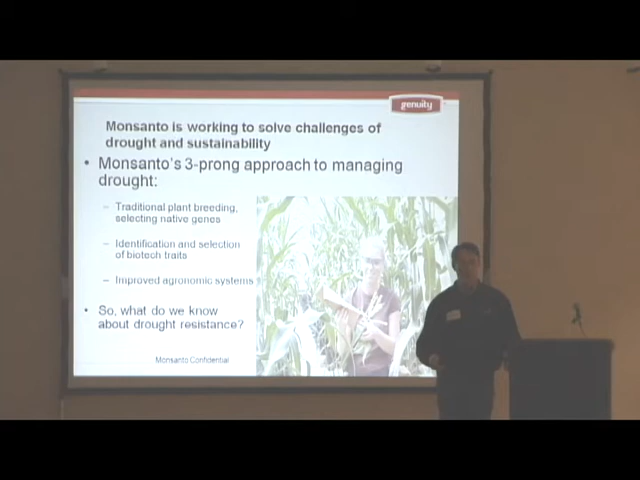 genuity
Monsanto is working to solve challenges of
drought and sustainability
• Monsanto's 3-prong approach to managing
drought:
– Traditional plant breeding,
selecting native genes
– Identification and selection
of biotech traits
– Improved agronomic systems
• So, what do we know
about drought resistance?
Monsanto Confidential